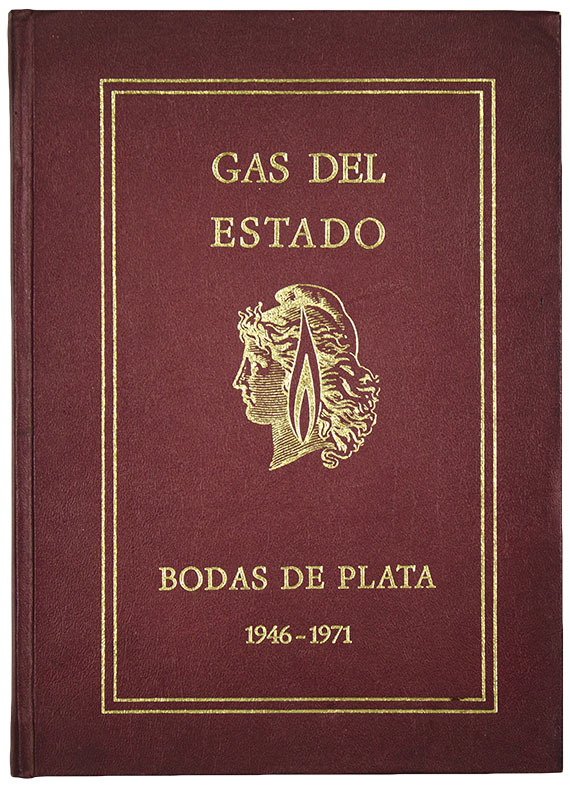 GAS DEL
ESTADO
BODAS DE PLATA
1946-1971